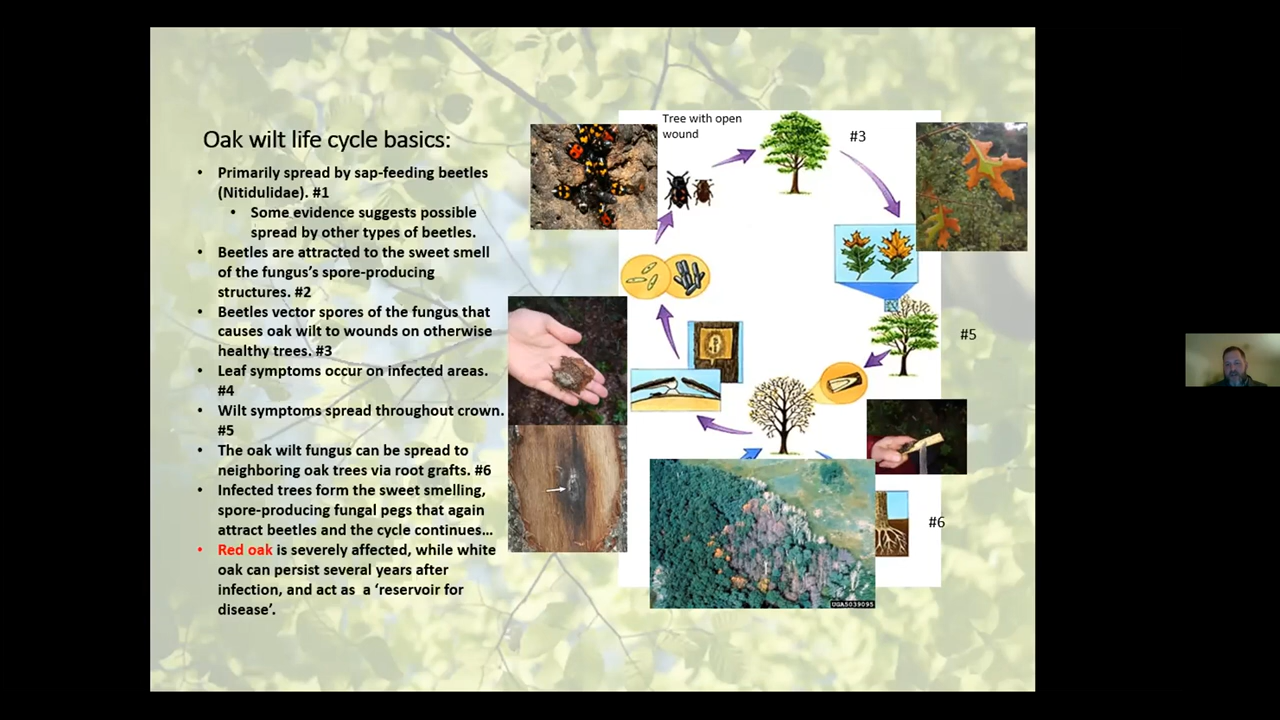 Oak wilt life cycle basics:
• Primarily spread by sap-feeding beetles
(Nitidulidae). #1
• Some evidence suggests possible
spread by other types of beetles.
• Beetles are attracted to the sweet smell
of the fungus’s spore-producing
structures. #2
• Beetles vector spores of the fungus that
causes oak wilt to wounds on otherwise
healthy trees. #3
• Leaf symptoms occur on infected areas.
#4
• Wilt symptoms spread throughout crown.
#5
• The oak wilt fungus can be spread to
neighboring oak trees via root grafts. #6
• Infected trees form the sweet smelling,
spore-producing fungal pegs that again
attract beetles and the cycle continues…
• Red oak is severely affected, while white
oak can persist several years after
infection, and act as a ‘reservoir for
disease’.
Tree with open
wound
#3
#5
#6
UGA5039095